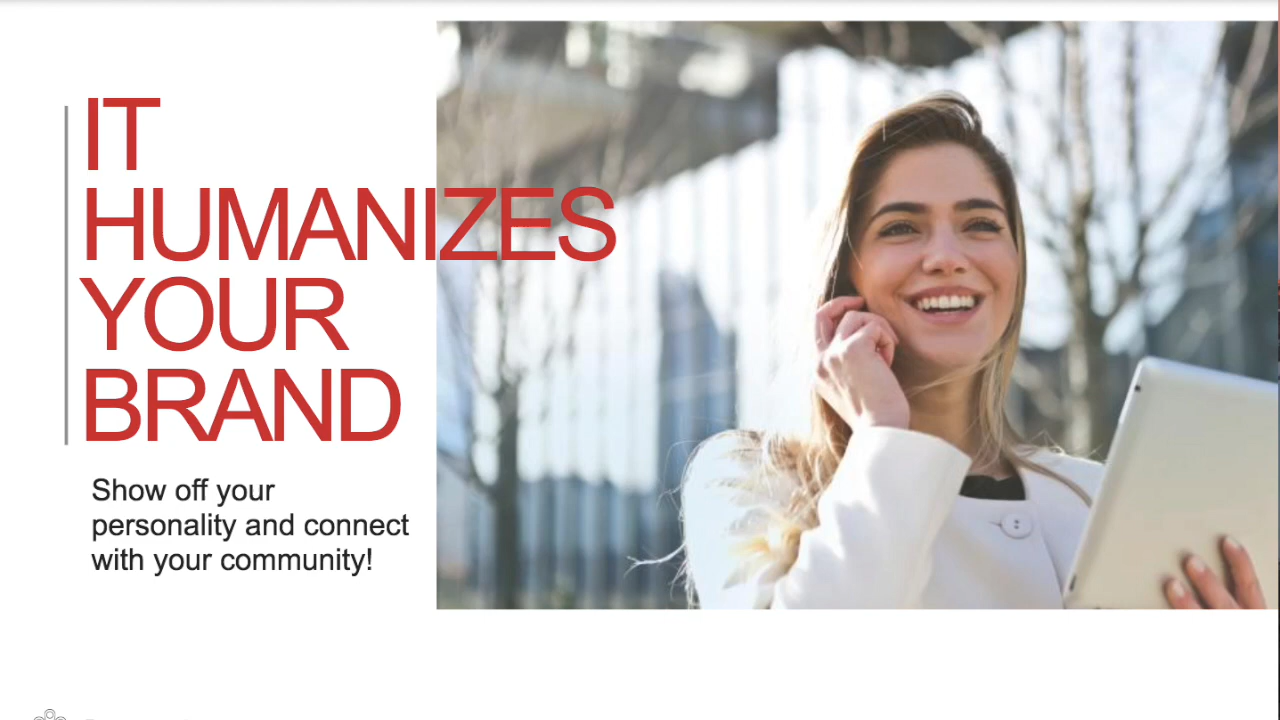 IT
HUMANIZES
YOUR
BRAND
Show off your
personality and connect
with your community!